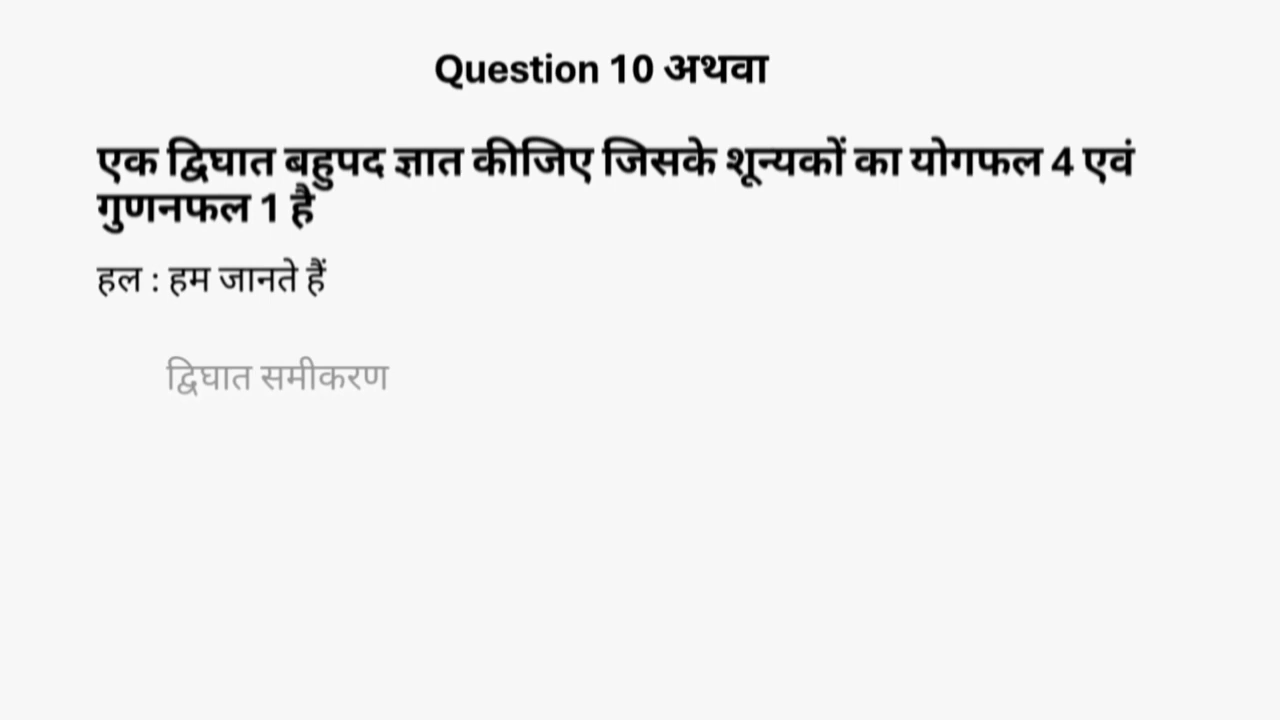 Question 10 अथवा
एक द्विघात बहुपद ज्ञात कीजिए जिसके शून्यकों का योगफल 4 एवं
गुणनफल 1 है
हल : हम जानते हैं
द्विघात समीकरण